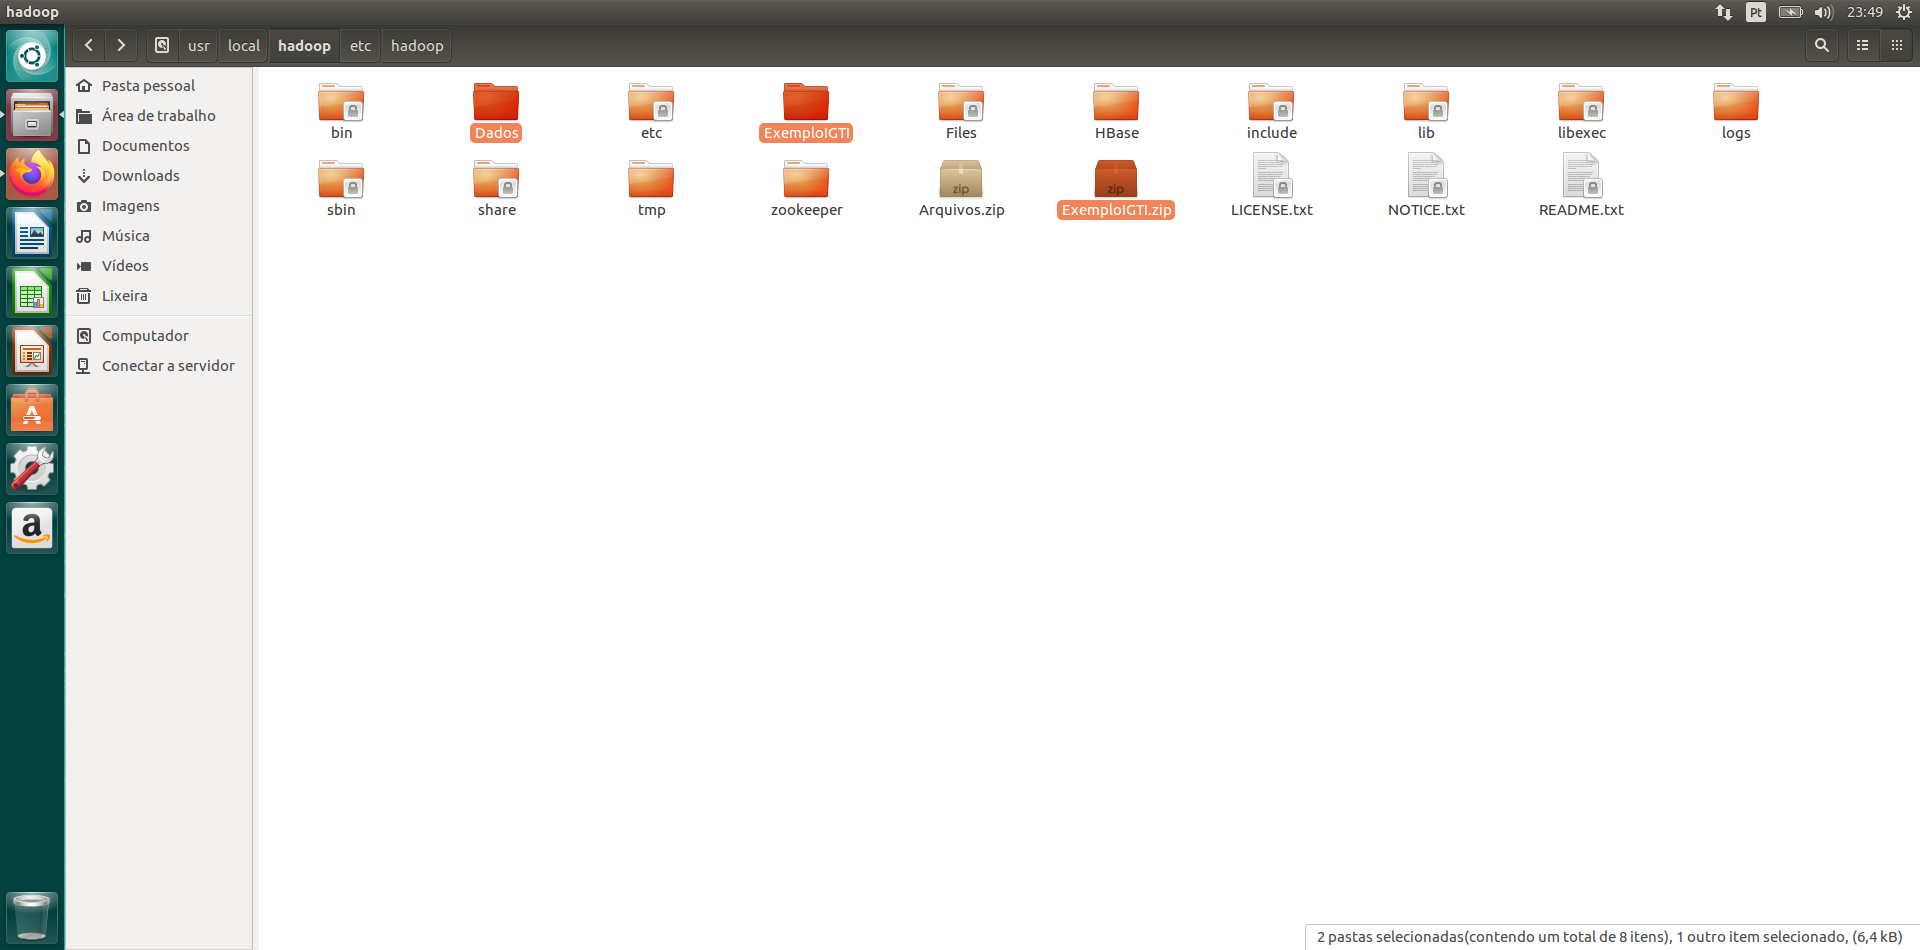 hadoop
Pt
23:49
usr local hadoop etc hadoop
Pasta pessoal
Área de trabalho
Documentos
Downloads
Imagens
Música
Vídeos
Lixeira
Computador
Conectar a servidor
bin Dados etc ExemploIGTI Files HBase include lib libexec logs
zip zip
sbin share tmp zookeeper Arquivos.zip ExemploIGTI.zip LICENSE.txt NOTICE.txt README.txt
2 pastas selecionadas(contendo um total de 8 itens), 1 outro item selecionado, (6,4 kB)